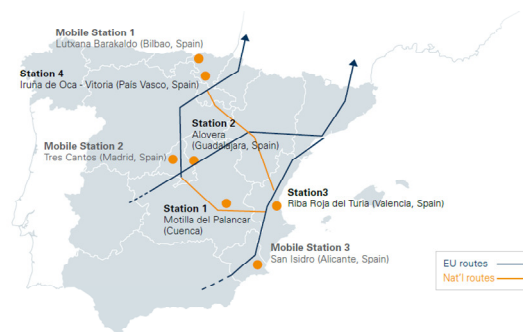 Mobile Station 1
Lutxana Barakaldo (Bilbao, Spain)
Station 4
Iruña de Oca - Vitoria (País Vasco, Spain)
Station 2
Alovera
(Guadalajara, Spain)
Mobile Station 2
Tres Cantos (Madrid, Spain)
Station3
Riba Roja del Turia (Valencia, Spain)
Station 1
Motilla del Palancar
(Cuenca)
Mobile Station 3
San Isidro (Alicante, Spain)
EU routes
Nat'l routes